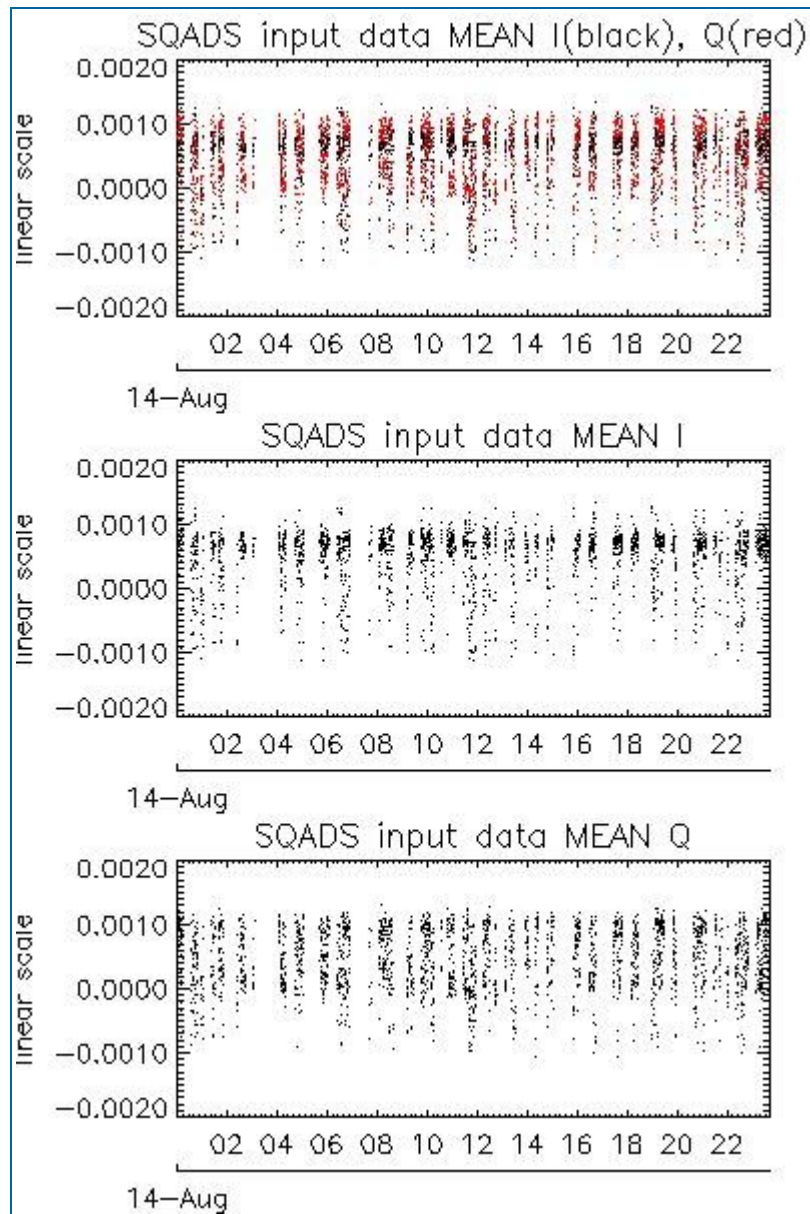 SQADS input data MEAN I(black), Q(red)
0.0020
0.0010
0.0000
−0.0010
−0.0020
linear scale
02 04 06 08 10 12 14 16 18 20 22
14−Aug
SQADS input data MEAN I
0.0020
0.0010
0.0000
−0.0010
−0.0020
linear scale
02 04 06 08 10 12 14 16 18 20 22
14−Aug
SQADS input data MEAN Q
0.0020
0.0010
0.0000
−0.0010
−0.0020
linear scale
02 04 06 08 10 12 14 16 18 20 22
14−Aug